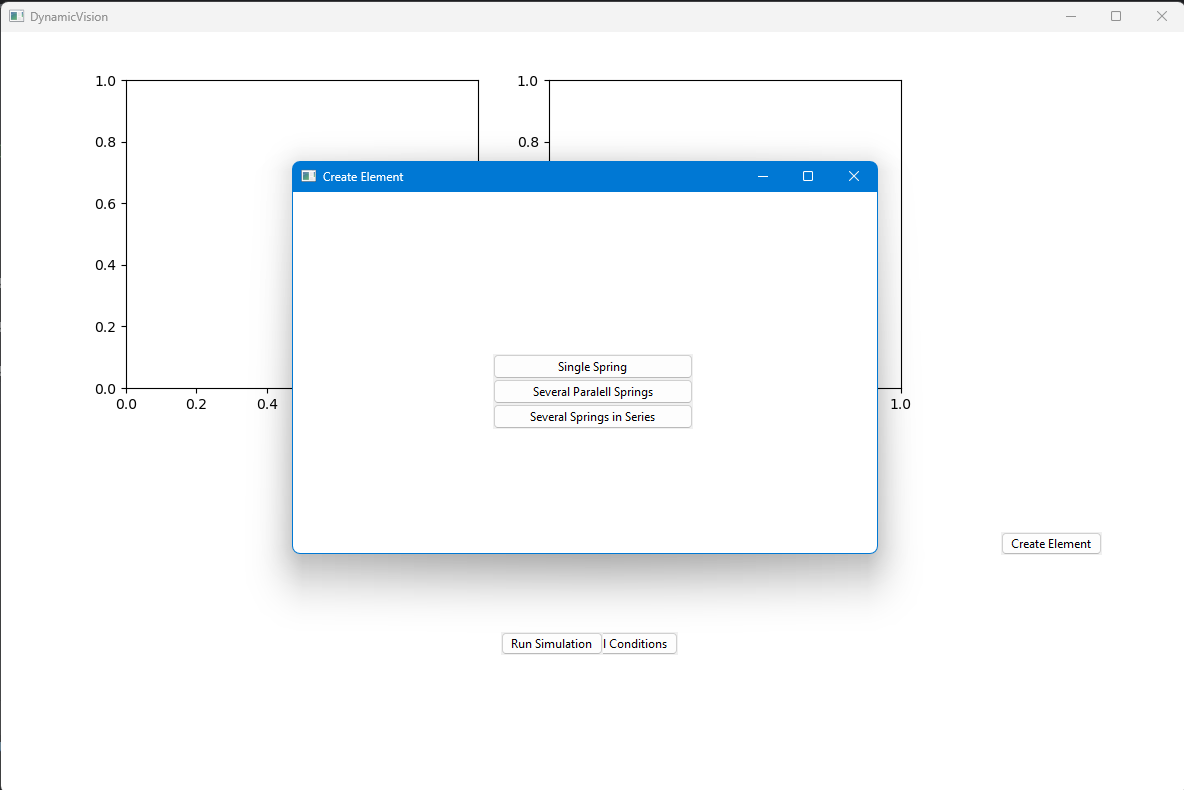 DynamicVision
1.0
0.8
0.6
0.4
0.2
0.0
0.0 0.2 0.4
1.0
0.8
1.0
Create Element
Single Spring
Several Paralell Springs
Several Springs in Series
Create Element
Run Simulation
l Conditions